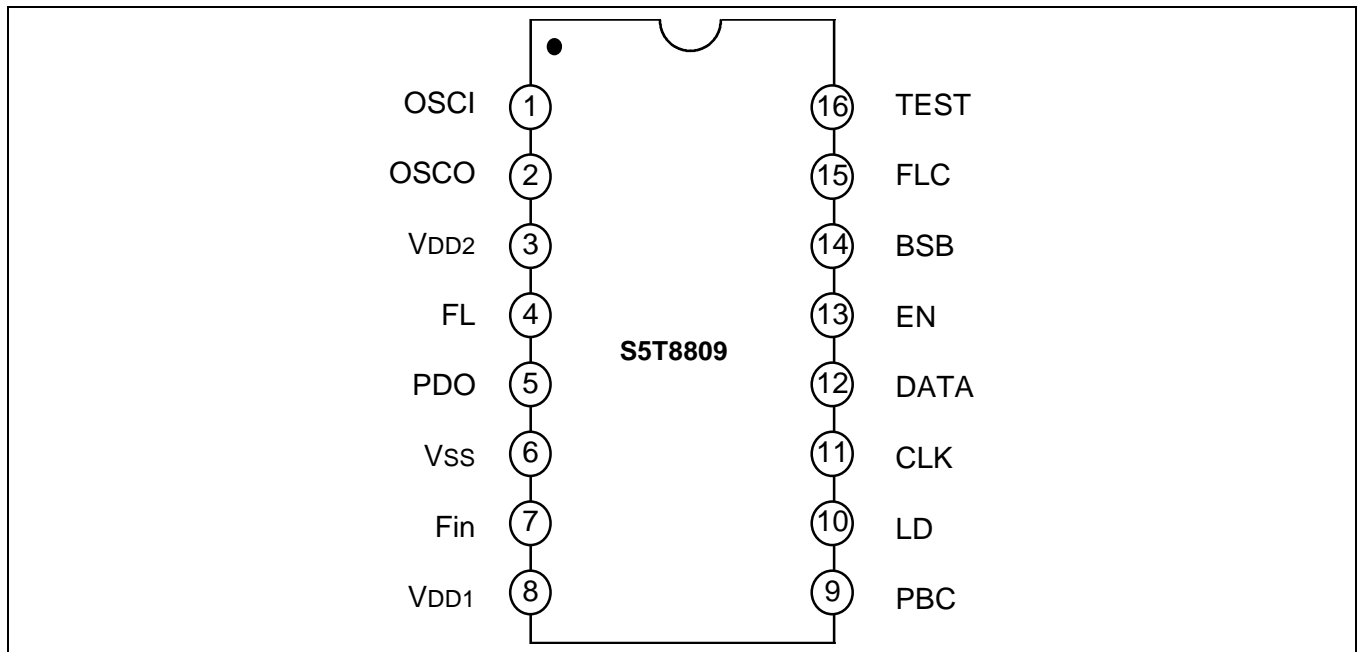 OSCI 1 16 TEST
OSCO 2 15 FLC
VDD2 3 14 BSB
FL 4 13 EN
S5T8809
PDO 5 12 DATA
VSS 6 11 CLK
Fin 7 10 LD
VDD1 8 9 PBC